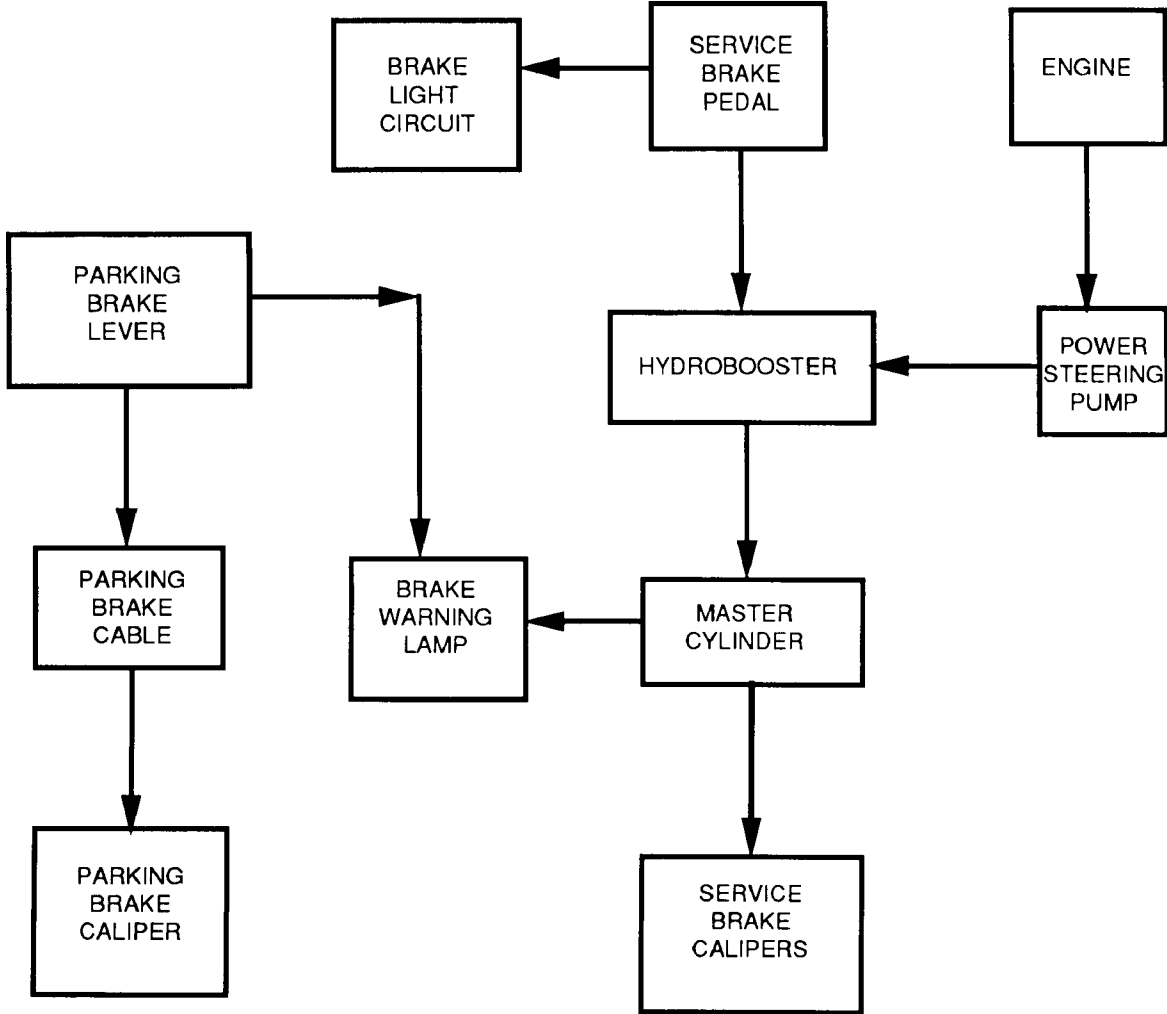 BRAKE
LIGHT
CIRCUIT
SERVICE
BRAKE
PEDAL
ENGINE
PARKING
BRAKE
LEVER
HYDROBOOSTER
POWER
STEERING
PUMP
PARKING
BRAKE
CABLE
BRAKE
WARNING
LAMP
MASTER
CYLINDER
PARKING
BRAKE
CALIPER
SERVICE
BRAKE
CALIPERS